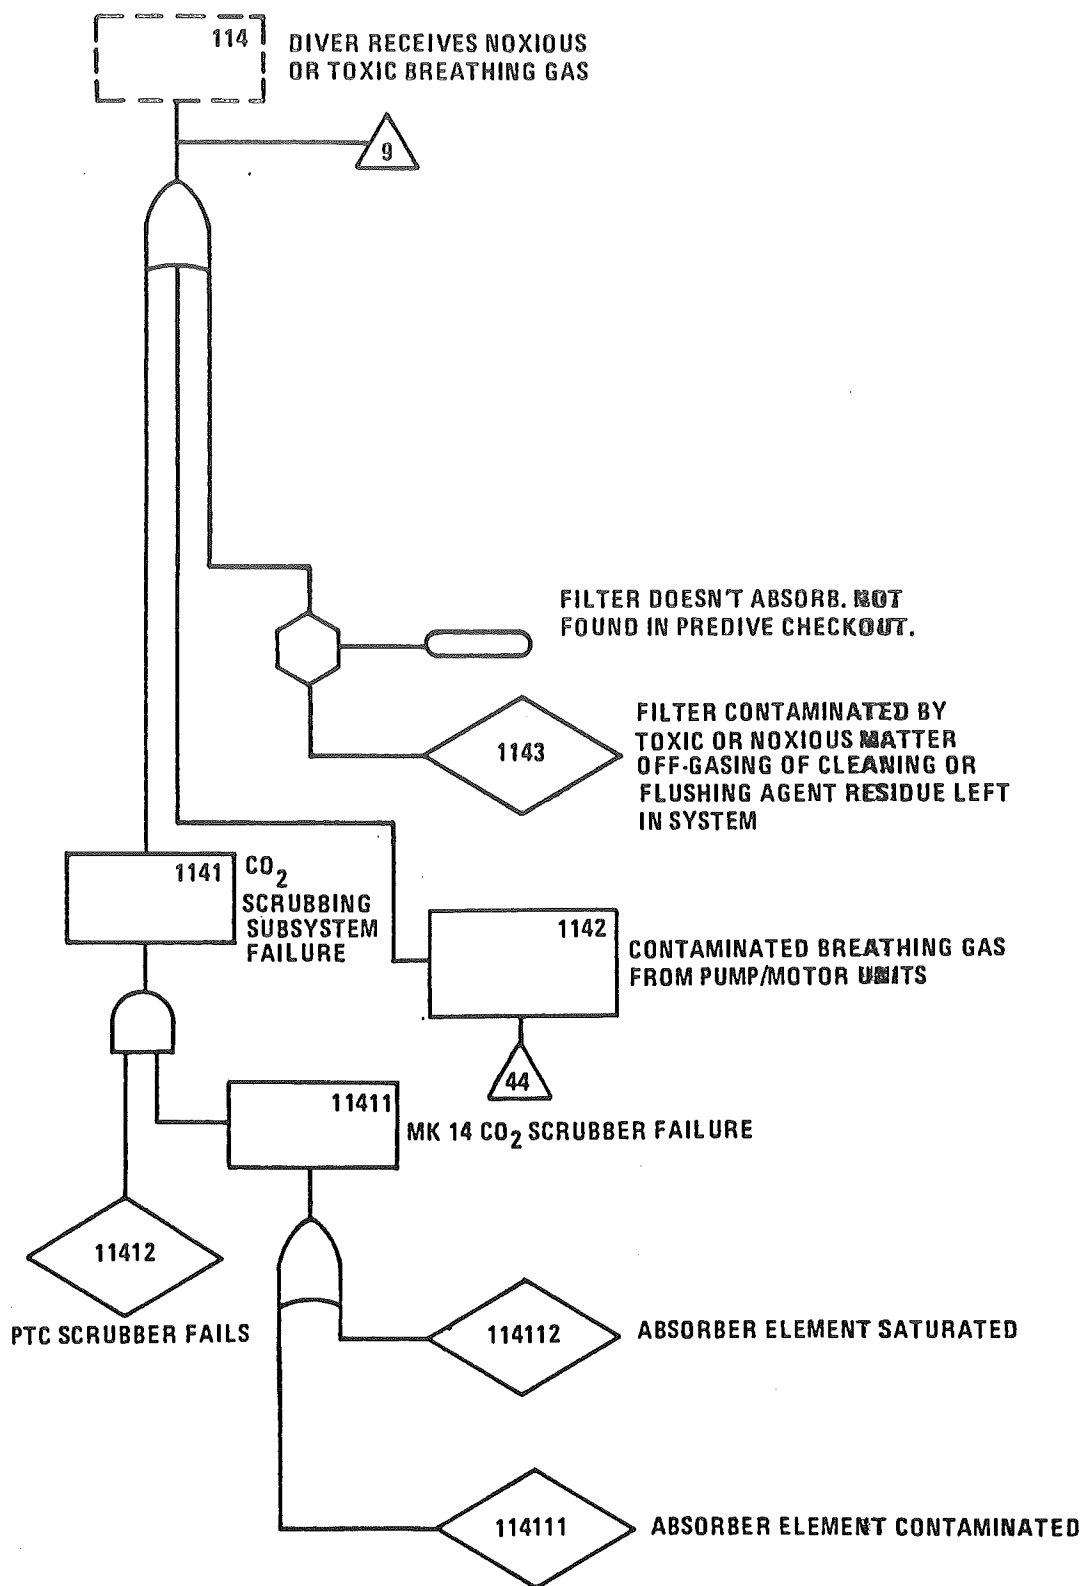 114
DIVER RECEIVES NOXIOUS
OR TOXIC BREATHING GAS
9
FILTER DOESN'T ABSORB. NOT
FOUND IN PREDIVE CHECKOUT.
1143
FILTER CONTAMINATED BY
TOXIC OR NOXIOUS MATTER
OFF-GASING OF CLEANING OR
FLUSHING AGENT RESIDUE LEFT
IN SYSTEM
1141
CO2
SCRUBBING
SUBSYSTEM
FAILURE
1142
CONTAMINATED BREATHING GAS
FROM PUMP/MOTOR UNITS
44
11411
MK 14 CO2 SCRUBBER FAILURE
11412
PTC SCRUBBER FAILS
114112
ABSORBER ELEMENT SATURATED
114111
ABSORBER ELEMENT CONTAMINATED